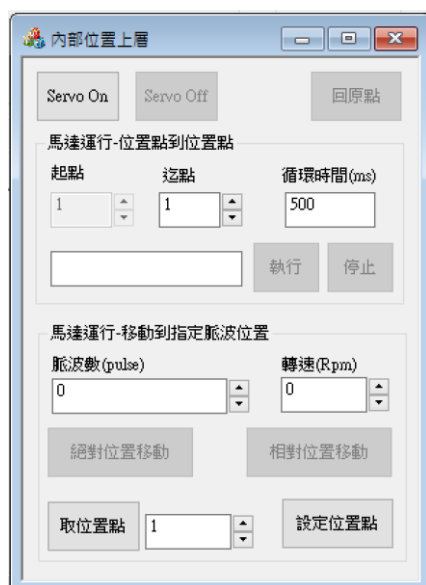 內部位置上層
Servo On Servo Off 回原點
馬達運行-位置點到位置點
起點 迄點 循環時間(ms)
1 1 500
執行 停止
馬達運行-移動到指定脈波位置
脈波數(pulse) 轉速(Rpm)
0 0
絕對位置移動 相對位置移動
取位置點 1 設定位置點